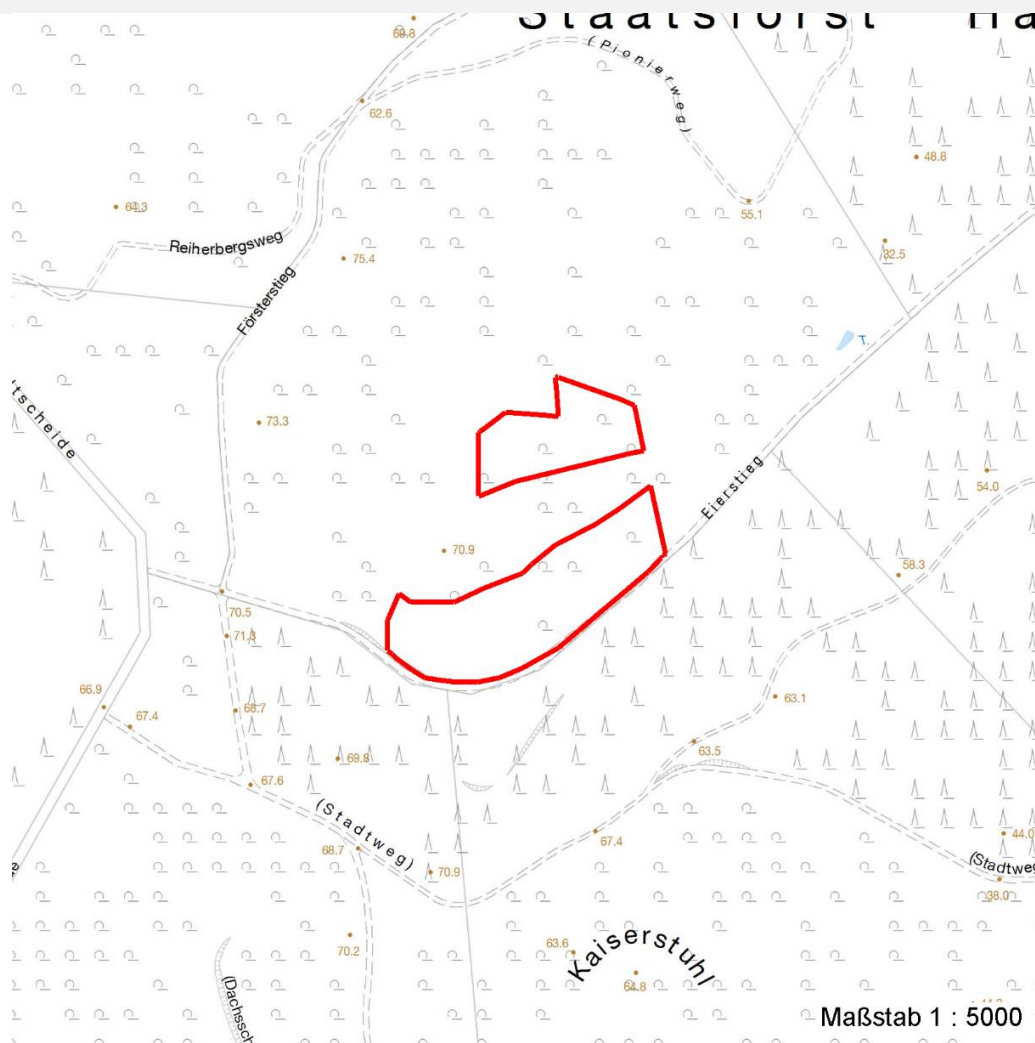 Staatsforst Ha
69.8
(Pionierweg)
62.6
48.8
64.3
55.1
Reiherbergsweg
32.5
75.4
Försterstieg
T.
tscheide
73.3
Eierstieg
54.0
70.9
58.3
70.5
71.3
66.9
68.7
63.1
67.4
63.5
69.8
67.6
(Stadtweg)
67.4
44.0
68.7
70.9
(Stadtweg
38.0
70.2
63.6
Kaiserstuhl
64.8
(Dachssch
Maßstab 1 : 5000